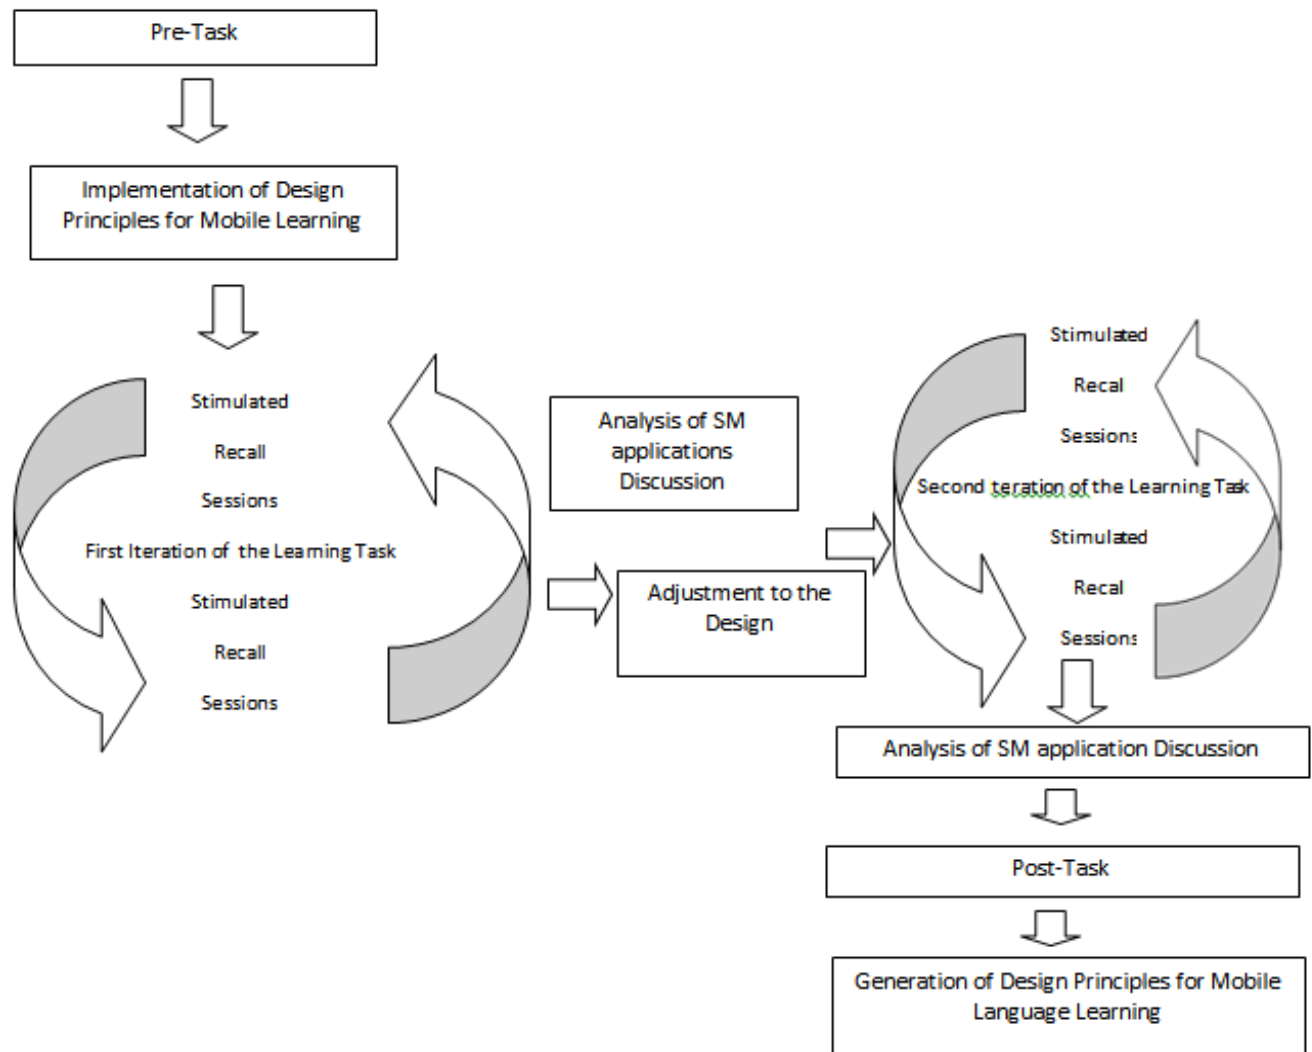 Pre-Task
Implementation of Design
Principles for Mobile Learning
Stimulated
Recall
Sessions
First Iteration of the Learning Task
Stimulated
Recall
Sessions
Analysis of SM
applications
Discussion
Adjustment to the
Design
Stimulated
Recal
Sessions
Second teration of the Learning Task
Stimulated
Recal
Sessions
Analysis of SM application Discussion
Post-Task
Generation of Design Principles for Mobile
Language Learning